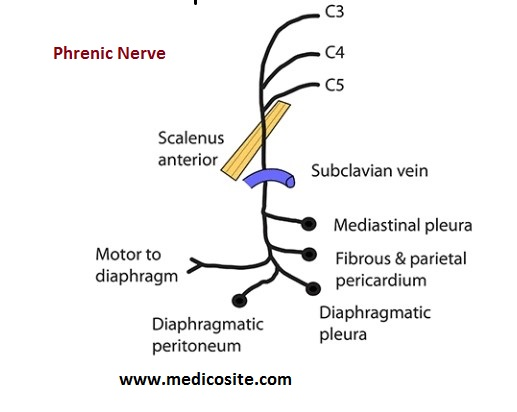 C3
Phrenic Nerve
C4
C5
Scalenus
anterior
Subclavian vein
Mediastinal pleura
Motor to
diaphragm
Fibrous & parietal
pericardium
Diaphragmatic
pleura
Diaphragmatic
peritoneum
www.medicosite.com